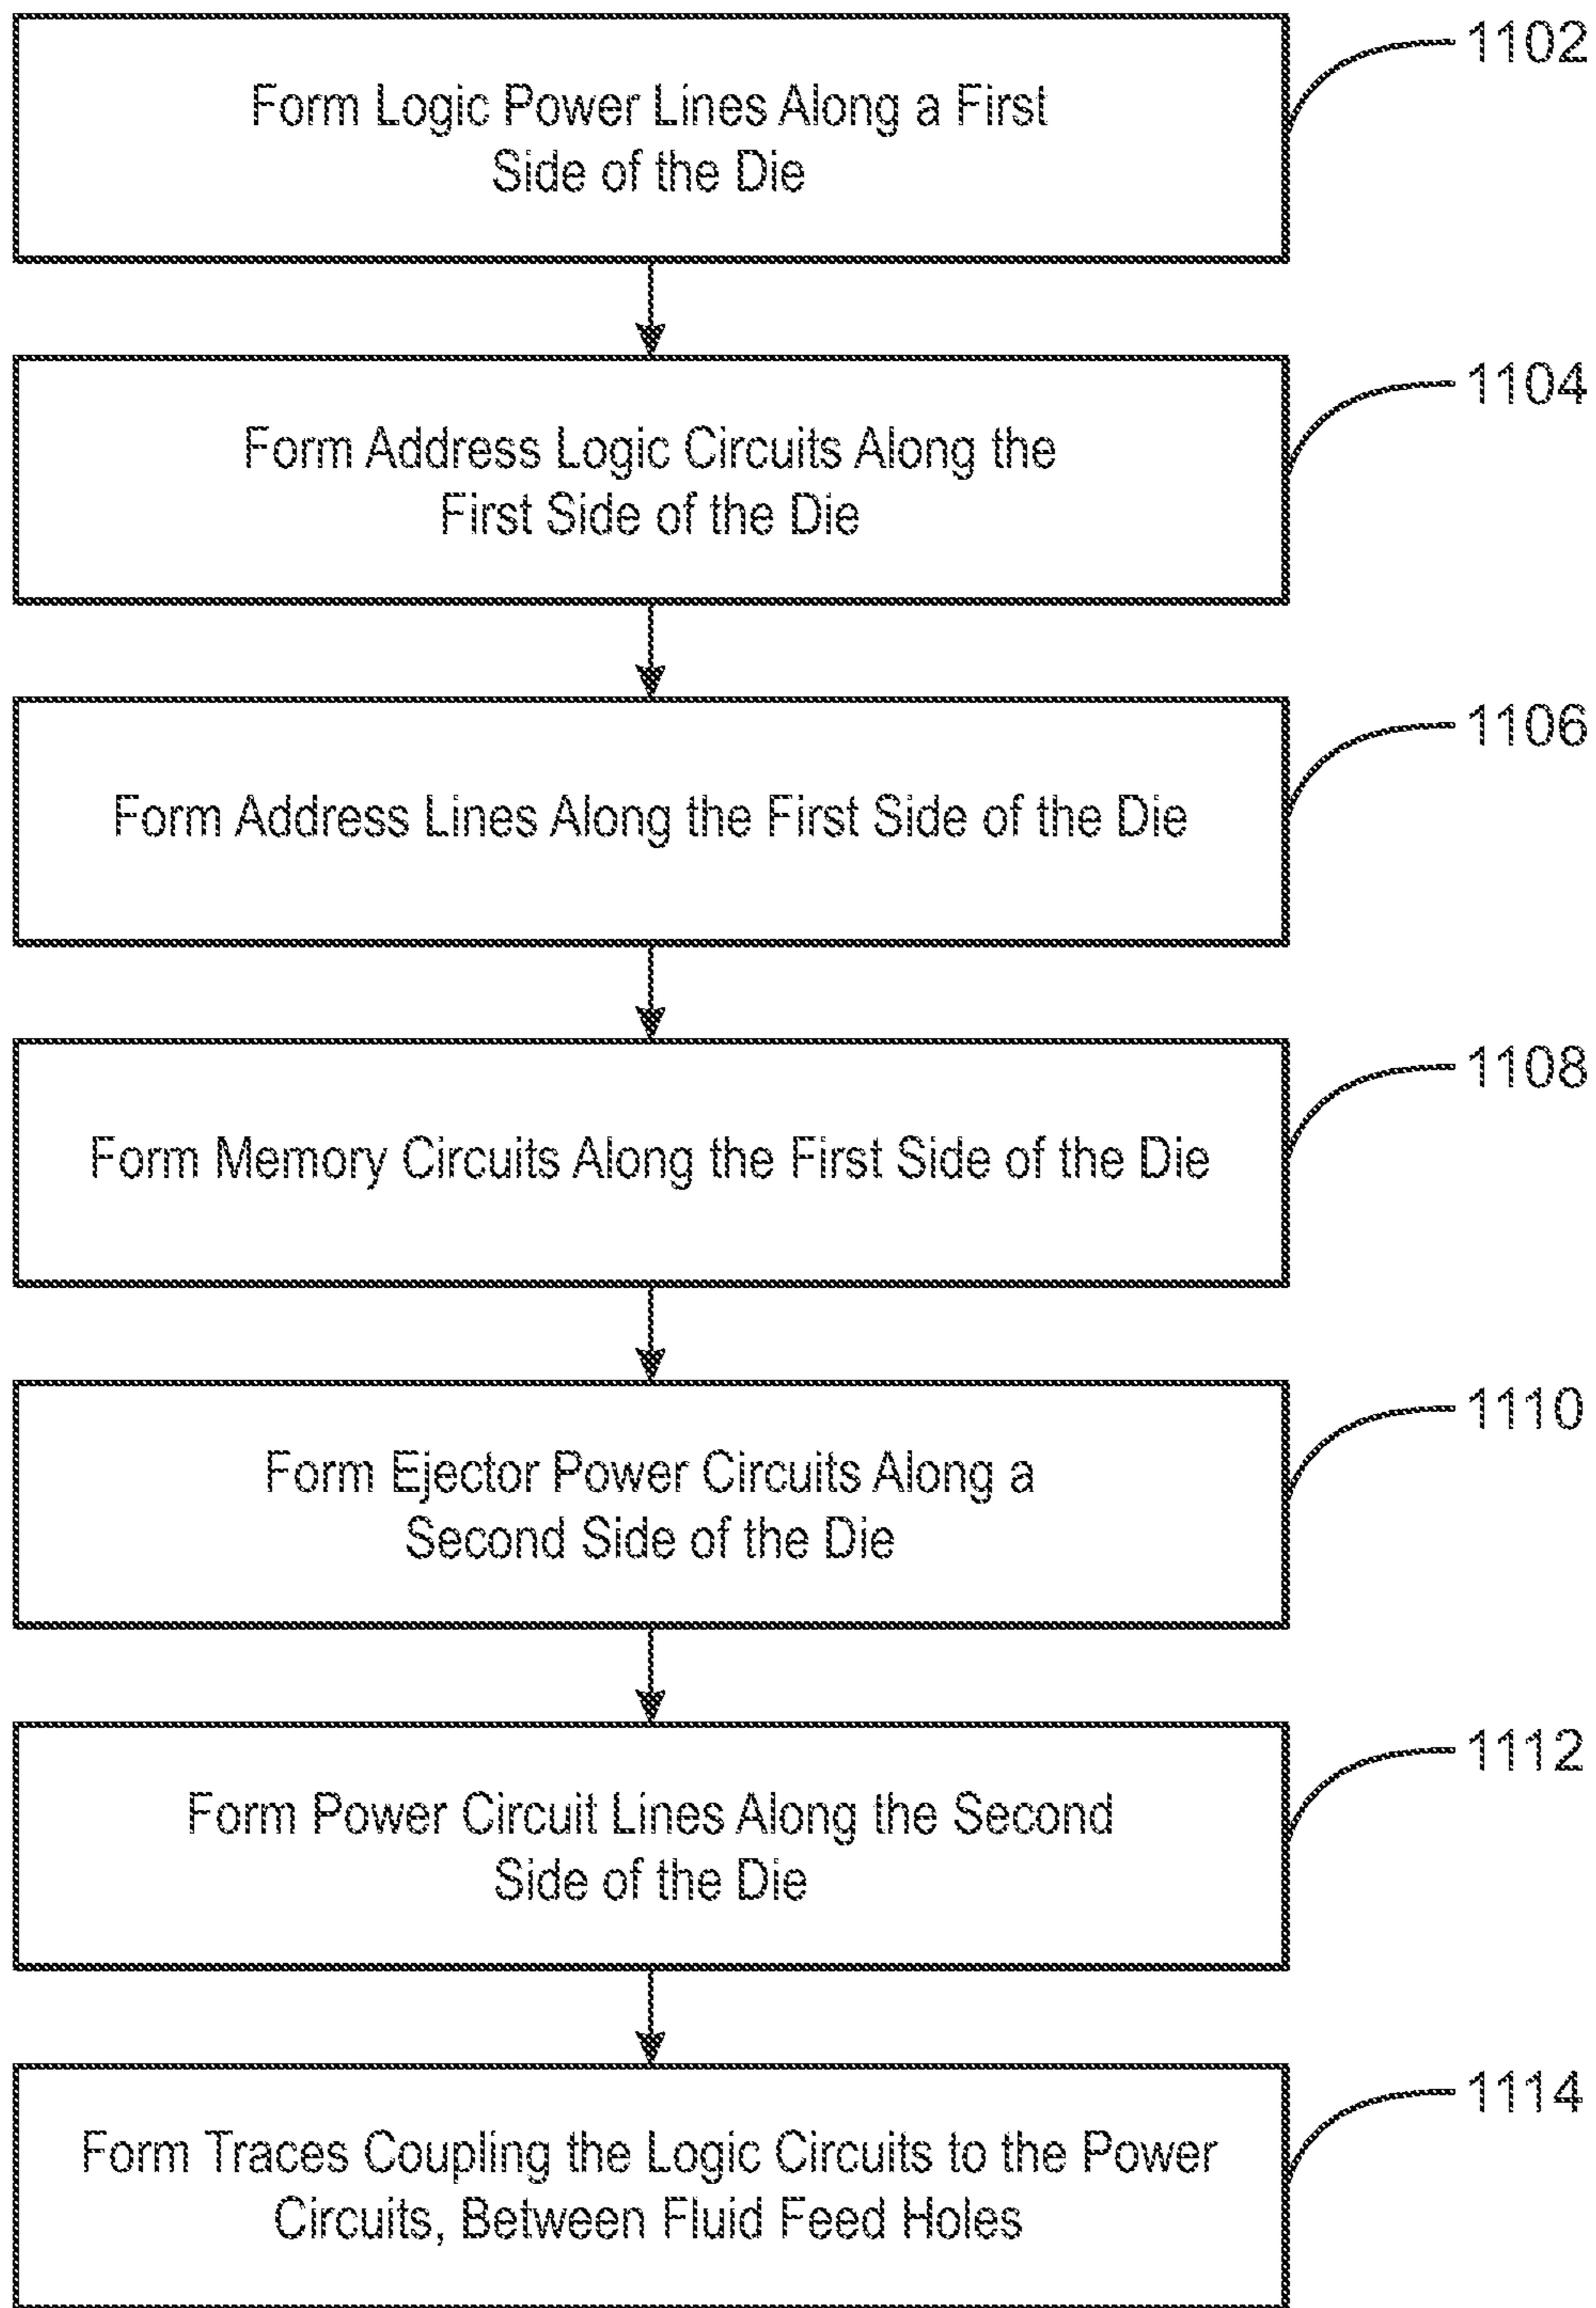 Form Logic Power Lines Along a First
Side of the Die
1102
Form Address Logic Circuits Along the
First Side of the Die
1104
Form Address Lines Along the First Side of the Die
1106
Form Memory Circuits Along the First Side of the Die
1108
Form Ejector Power Circuits Along a
Second Side of the Die
1110
Form Power Circuit Lines Along the Second
Side of the Die
1112
Form Traces Coupling the Logic Circuits to the Power
Circuits, Between Fluid Feed Holes
1114